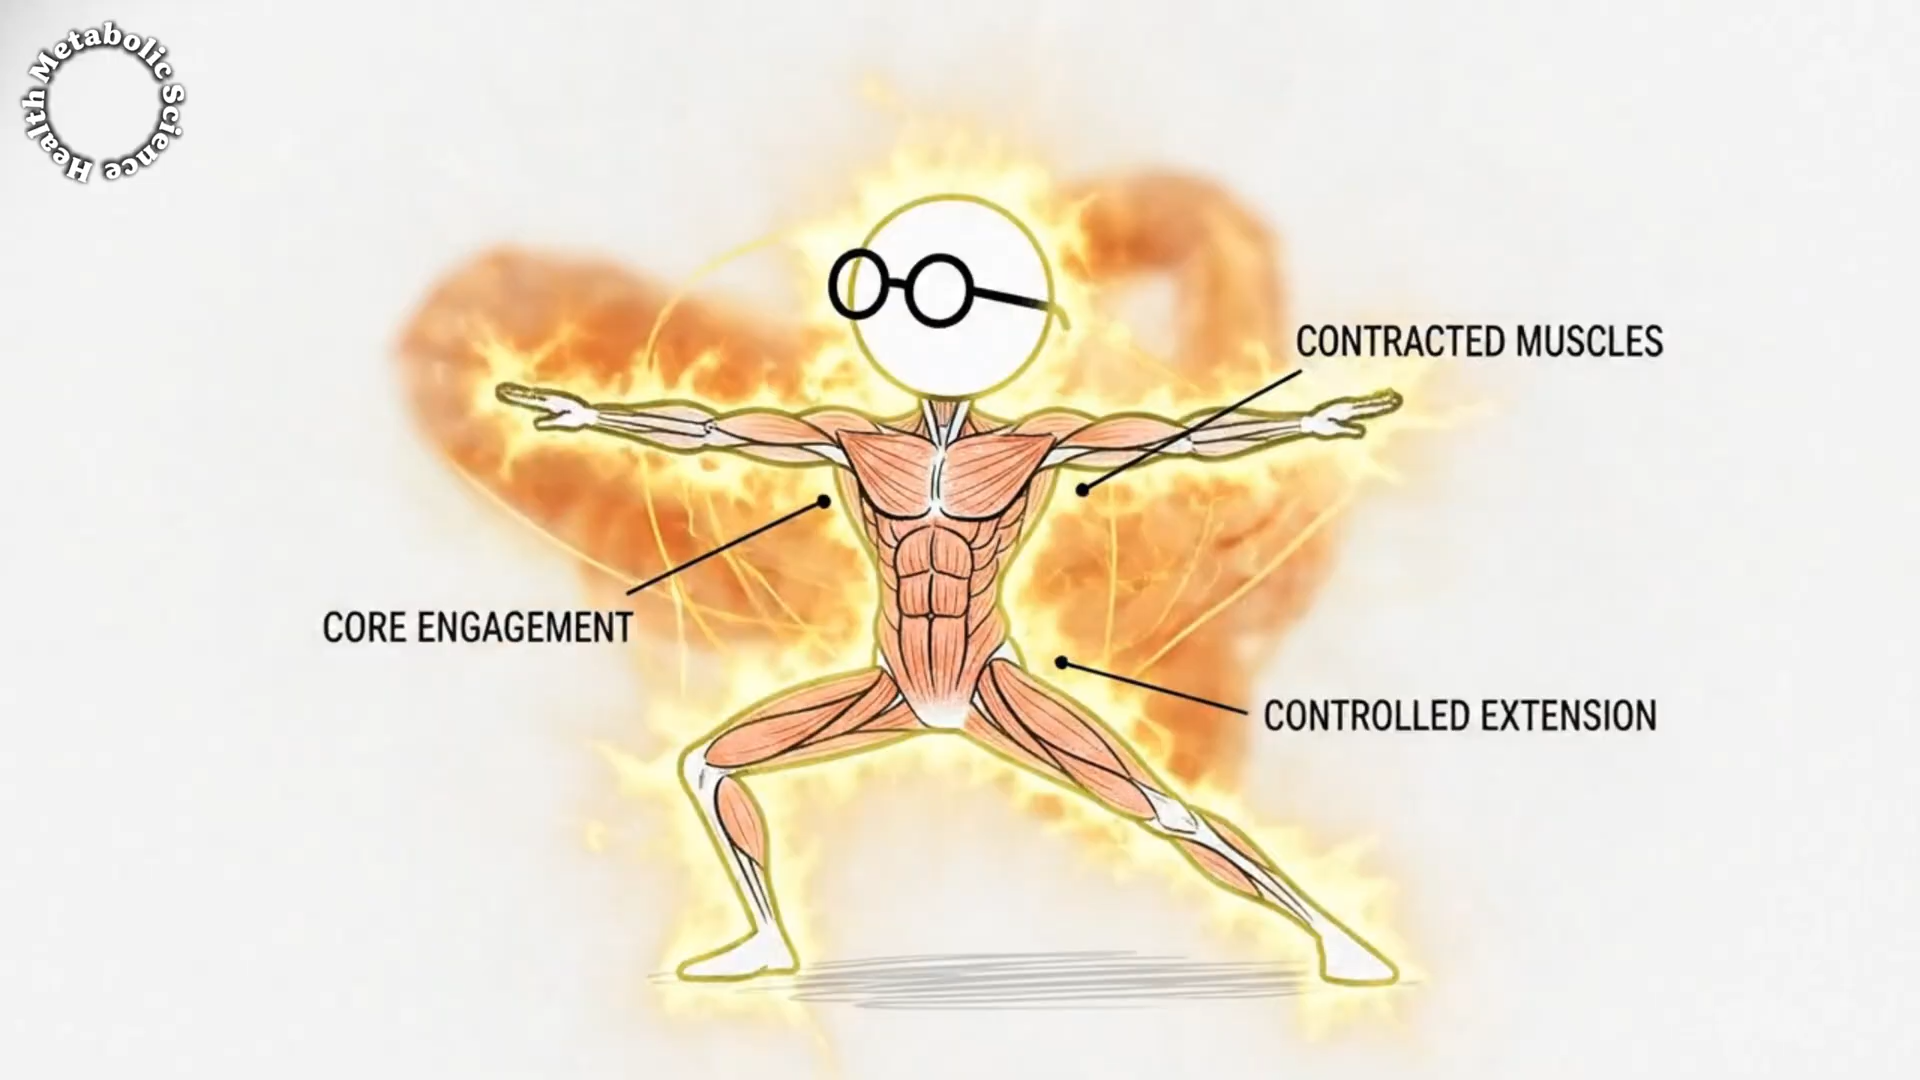 Metabolic Science Health
CONTRACTED MUSCLES
CORE ENGAGEMENT
CONTROLLED EXTENSION